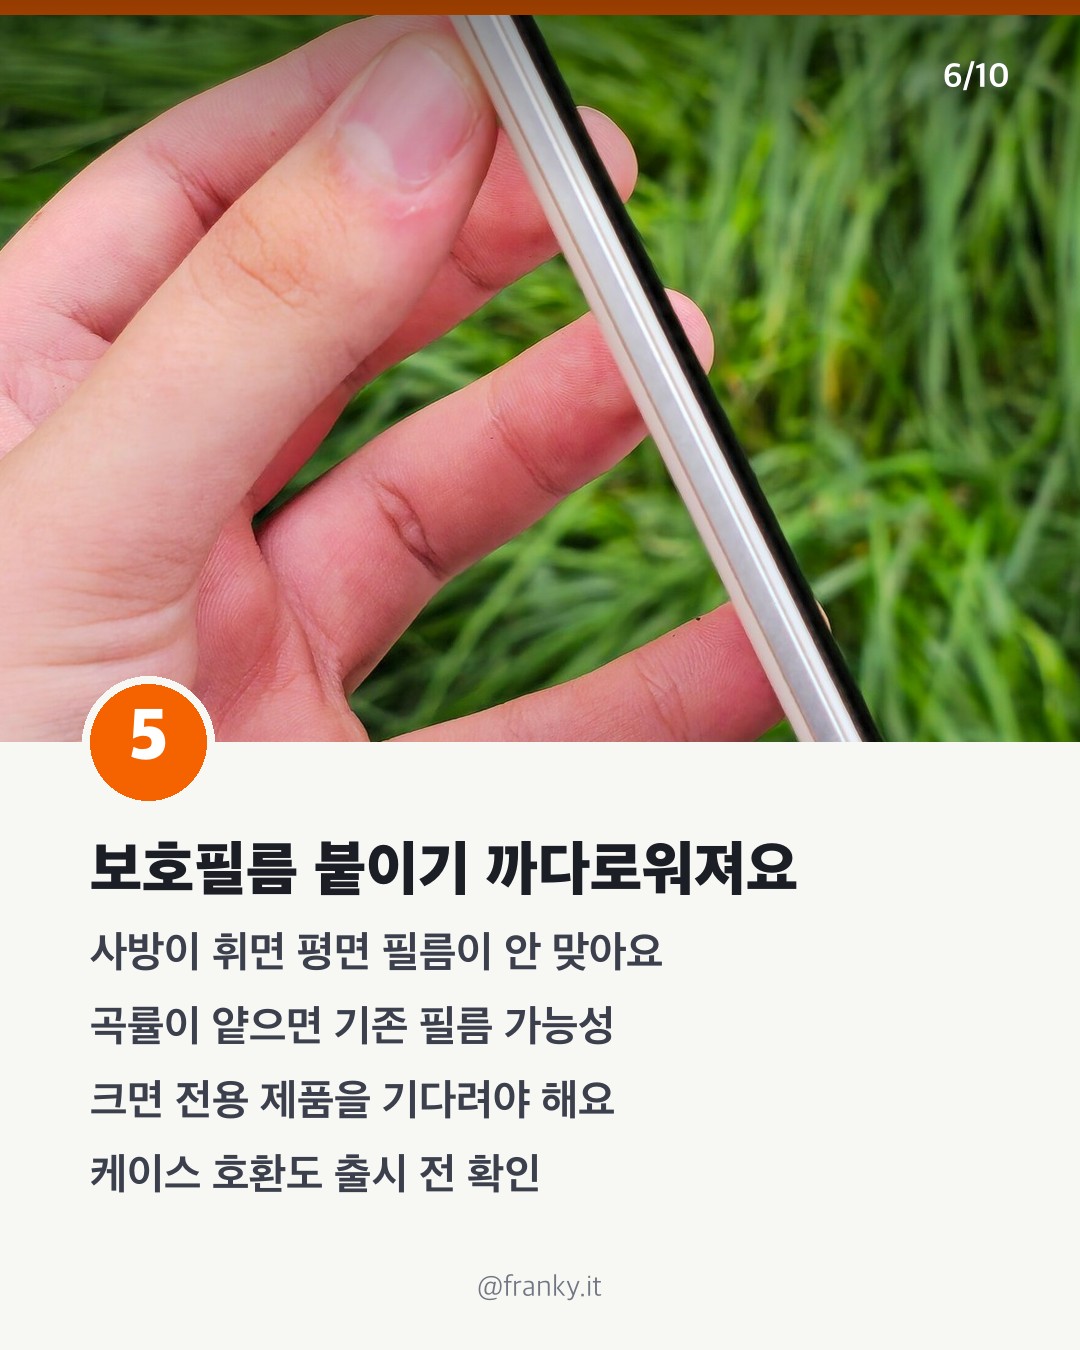 6/10
5
보호필름 붙이기 까다로워져요
사방이 휘면 평면 필름이 안 맞아요
곡률이 얕으면 기존 필름 가능성
크면 전용 제품을 기다려야 해요
케이스 호환도 출시 전 확인
@franky.it